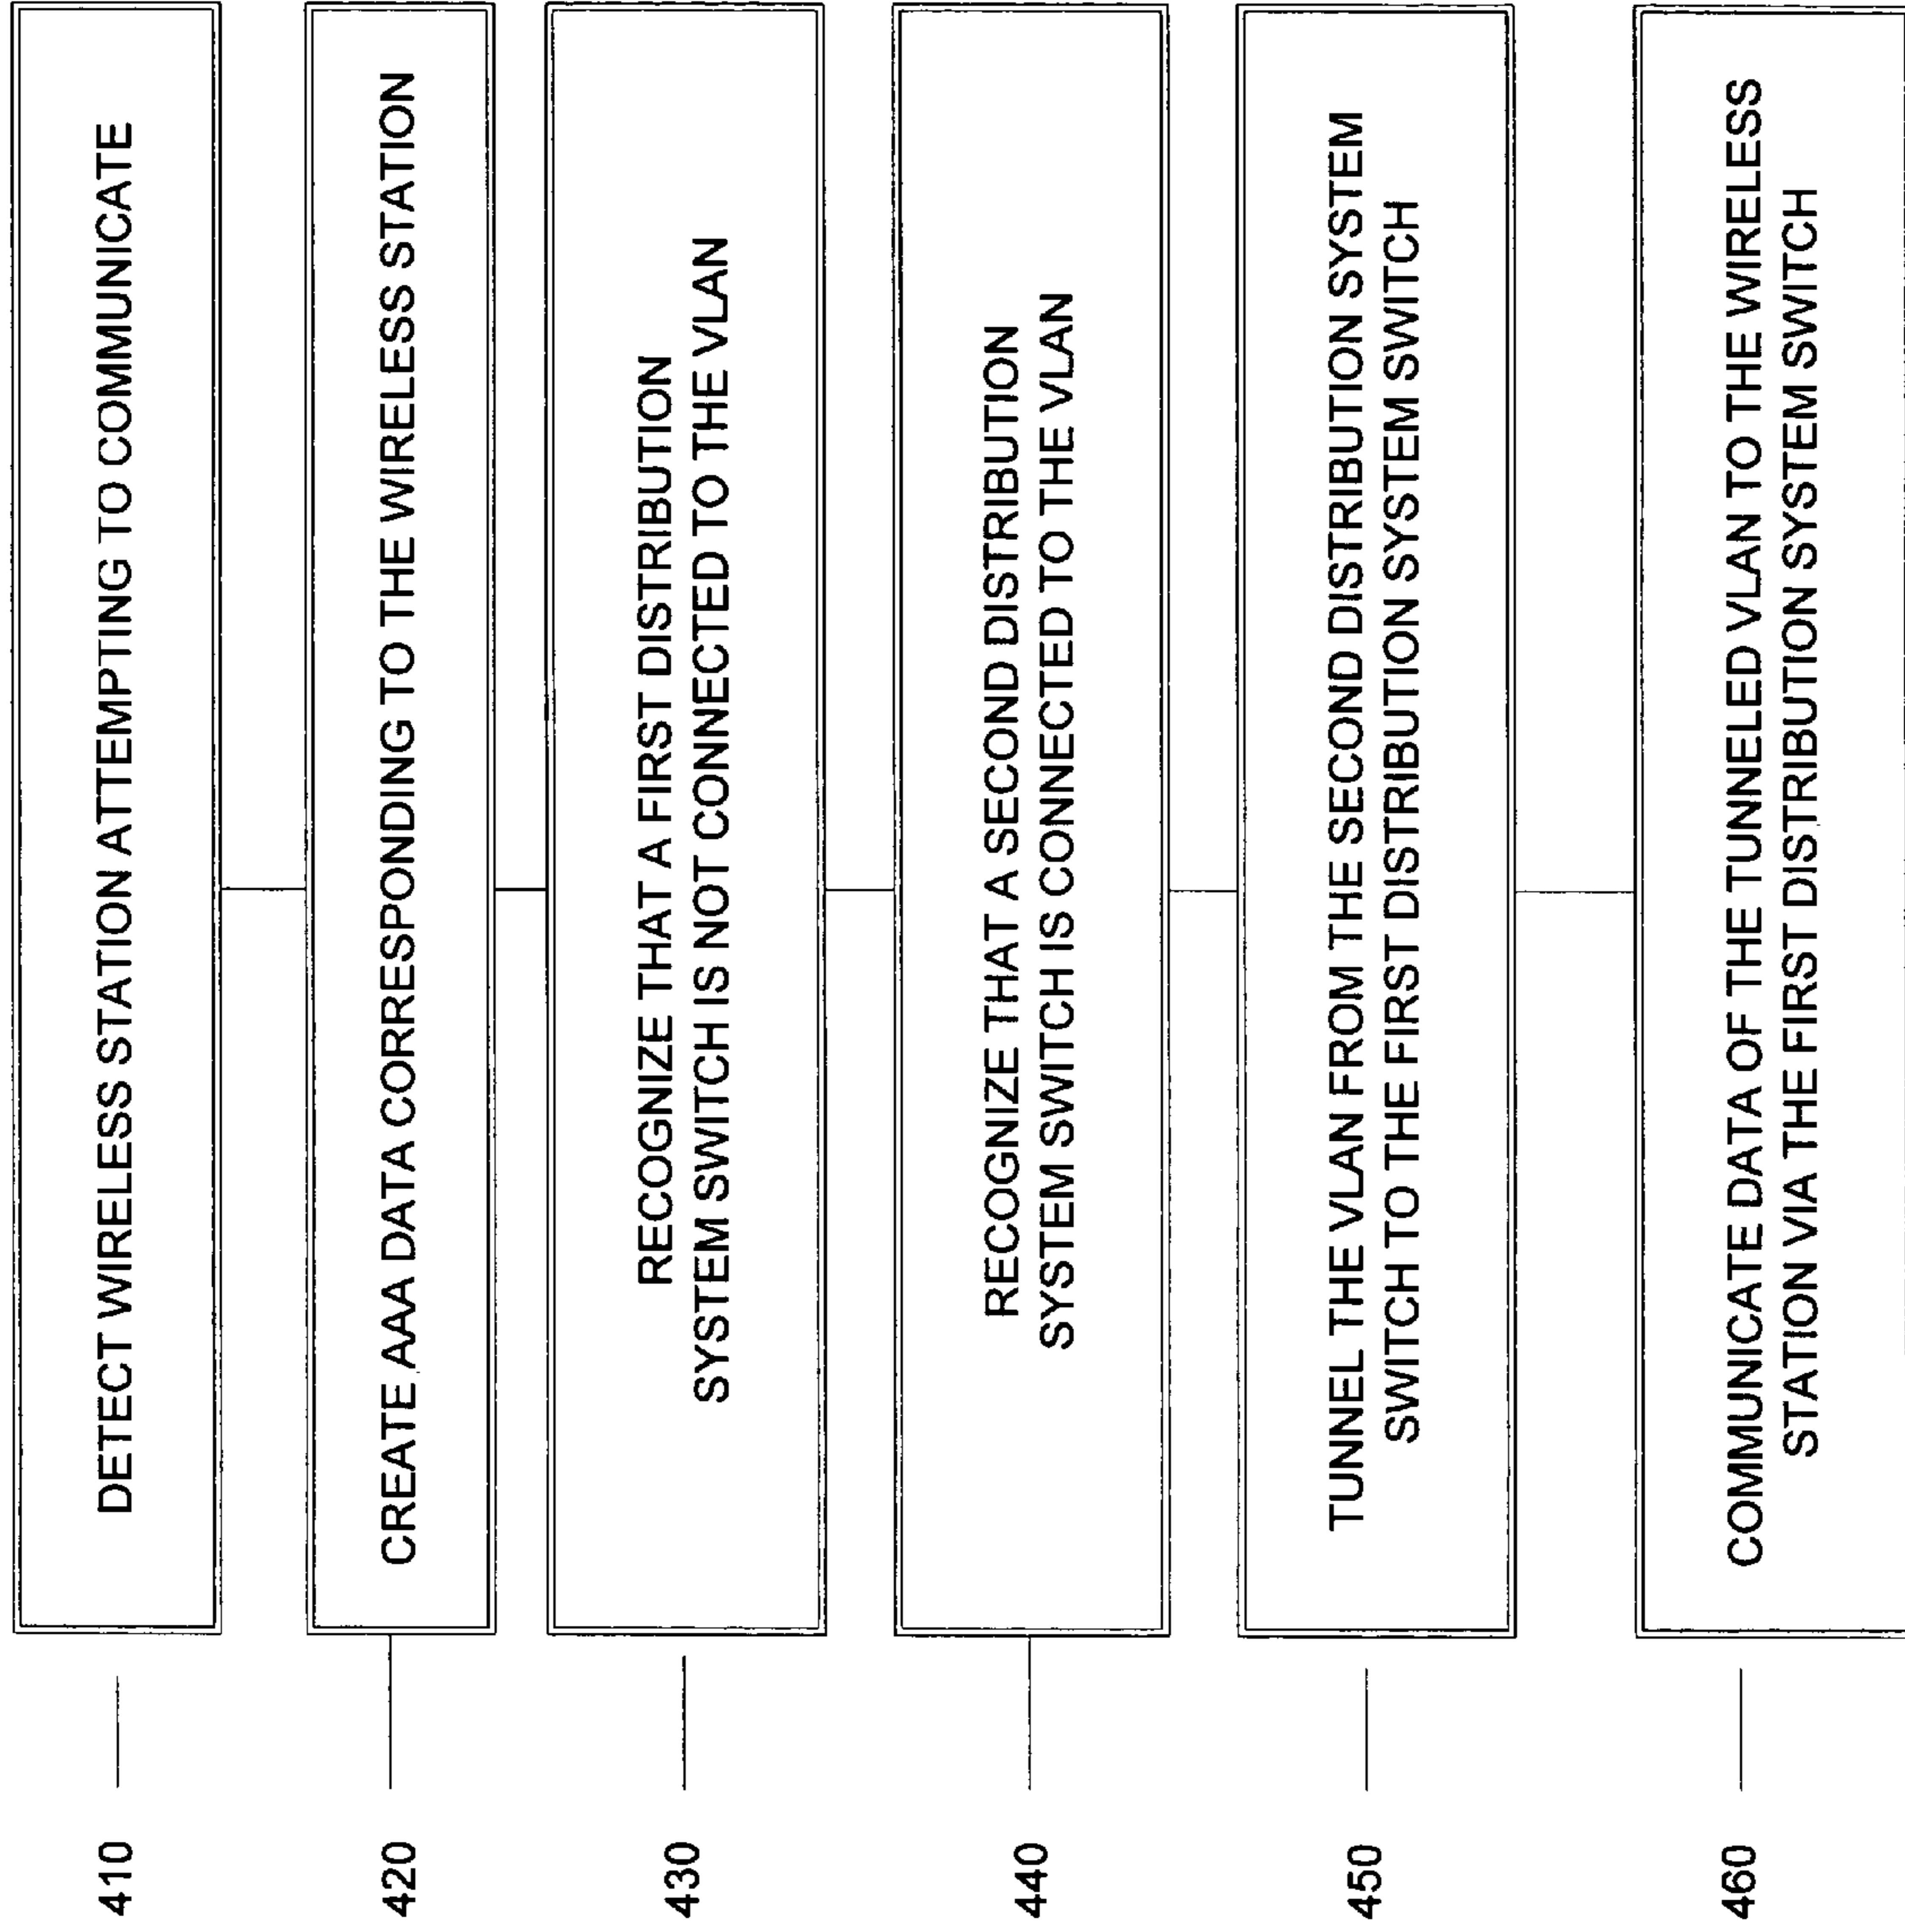 410
DETECT WIRELESS STATION ATTEMPTING TO COMMUNICATE
420
CREATE AAA DATA CORRESPONDING TO THE WIRELESS STATION
430
RECOGNIZE THAT A FIRST DISTRIBUTION
SYSTEM SWITCH IS NOT CONNECTED TO THE VLAN
440
RECOGNIZE THAT A SECOND DISTRIBUTION
SYSTEM SWITCH IS CONNECTED TO THE VLAN
450
TUNNEL THE VLAN FROM THE SECOND DISTRIBUTION SYSTEM
SWITCH TO THE FIRST DISTRIBUTION SYSTEM SWITCH
460
COMMUNICATE DATA OF THE TUNNELED VLAN TO THE WIRELESS
STATION VIA THE FIRST DISTRIBUTION SYSTEM SWITCH